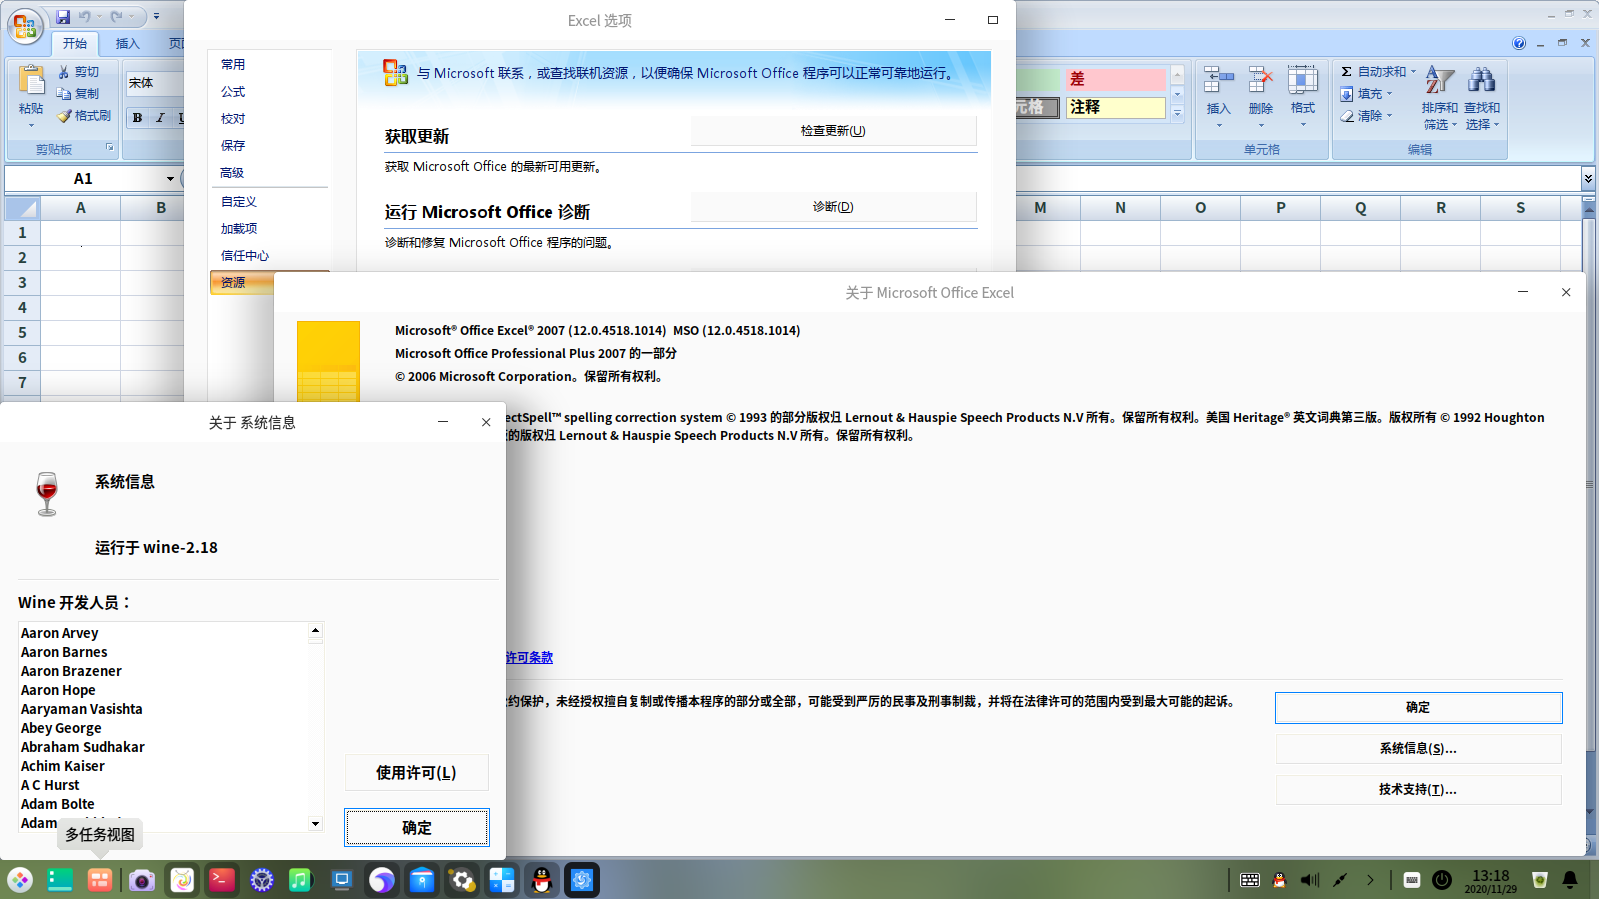 Excel 选项
开始
插入
页
粘贴
剪切
复制
格式刷
剪贴板
宋体
B I U
A1
A B M N O P Q R S
1
2
3
4
5
6
7
差
元格
注释
插入 删除 格式
单元格
Σ 自动求和
填充
清除
排序和筛选
查找和选择
编辑
常用
公式
校对
保存
高级
自定义
加载项
信任中心
资源
与 Microsoft 联系，或查找联机资源，以便确保 Microsoft Office 程序可以正常可靠地运行。
获取更新
检查更新(U)
获取 Microsoft Office 的最新可用更新。
运行 Microsoft Office 诊断
诊断(D)
诊断和修复 Microsoft Office 程序的问题。
关于 Microsoft Office Excel
Microsoft® Office Excel® 2007 (12.0.4518.1014) MSO (12.0.4518.1014)
Microsoft Office Professional Plus 2007 的一部分
© 2006 Microsoft Corporation。保留所有权利。
ectSpell™ spelling correction system © 1993 的部分版权归 Lernout & Hauspie Speech Products N.V 所有。保留所有权利。美国 Heritage® 英文词典第三版。版权所有 © 1992 Houghton
的版权归 Lernout & Hauspie Speech Products N.V 所有。保留所有权利。
许可条款
约保护，未经授权擅自复制或传播本程序的部分或全部，可能受到严厉的民事及刑事制裁，并将在法律许可的范围内受到最大可能的起诉。
确定
系统信息(S)...
技术支持(T)...
关于 系统信息
系统信息
运行于 wine-2.18
Wine 开发人员：
Aaron Arvey
Aaron Barnes
Aaron Brazener
Aaron Hope
Aaryaman Vasishta
Abey George
Abraham Sudhakar
Achim Kaiser
A C Hurst
Adam Bolte
Adam
使用许可(L)
确定
多任务视图
13:18
2020/11/29